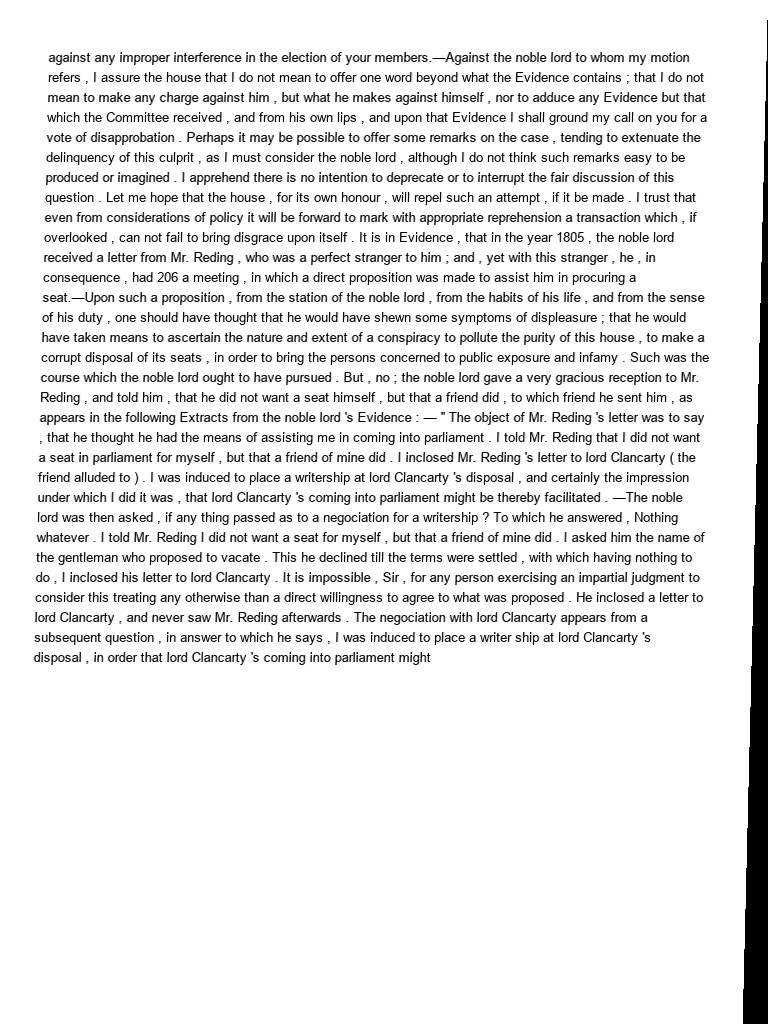 against any improper interference in the election of your members.—Against the noble lord to whom my motion
refers , I assure the house that I do not mean to offer one word beyond what the Evidence contains ; that I do not
mean to make any charge against him , but what he makes against himself , nor to adduce any Evidence but that
which the Committee received , and from his own lips , and upon that Evidence I shall ground my call on you for a
vote of disapprobation . Perhaps it may be possible to offer some remarks on the case , tending to extenuate the
delinquency of this culprit , as I must consider the noble lord , although I do not think such remarks easy to be
produced or imagined . I apprehend there is no intention to deprecate or to interrupt the fair discussion of this
question . Let me hope that the house , for its own honour , will repel such an attempt , if it be made . I trust that
even from considerations of policy it will be forward to mark with appropriate reprehension a transaction which , if
overlooked , can not fail to bring disgrace upon itself . It is in Evidence , that in the year 1805 , the noble lord
received a letter from Mr. Reding , who was a perfect stranger to him ; and , yet with this stranger , he , in
consequence , had 206 a meeting , in which a direct proposition was made to assist him in procuring a
seat.—Upon such a proposition , from the station of the noble lord , from the habits of his life , and from the sense
of his duty , one should have thought that he would have shewn some symptoms of displeasure ; that he would
have taken means to ascertain the nature and extent of a conspiracy to pollute the purity of this house , to make a
corrupt disposal of its seats , in order to bring the persons concerned to public exposure and infamy . Such was the
course which the noble lord ought to have pursued . But , no ; the noble lord gave a very gracious reception to Mr.
Reding , and told him , that he did not want a seat himself , but that a friend did , to which friend he sent him , as
appears in the following Extracts from the noble lord 's Evidence : — " The object of Mr. Reding 's letter was to say
, that he thought he had the means of assisting me in coming into parliament . I told Mr. Reding that I did not want
a seat in parliament for myself , but that a friend of mine did . I inclosed Mr. Reding 's letter to lord Clancarty ( the
friend alluded to ) . I was induced to place a writership at lord Clancarty 's disposal , and certainly the impression
under which I did it was , that lord Clancarty 's coming into parliament might be thereby facilitated . —The noble
lord was then asked , if any thing passed as to a negociation for a writership ? To which he answered , Nothing
whatever . I told Mr. Reding I did not want a seat for myself , but that a friend of mine did . I asked him the name of
the gentleman who proposed to vacate . This he declined till the terms were settled , with which having nothing to
do , I inclosed his letter to lord Clancarty . It is impossible , Sir , for any person exercising an impartial judgment to
consider this treating any otherwise than a direct willingness to agree to what was proposed . He inclosed a letter to
lord Clancarty , and never saw Mr. Reding afterwards . The negociation with lord Clancarty appears from a
subsequent question , in answer to which he says , I was induced to place a writer ship at lord Clancarty 's
disposal , in order that lord Clancarty 's coming into parliament might